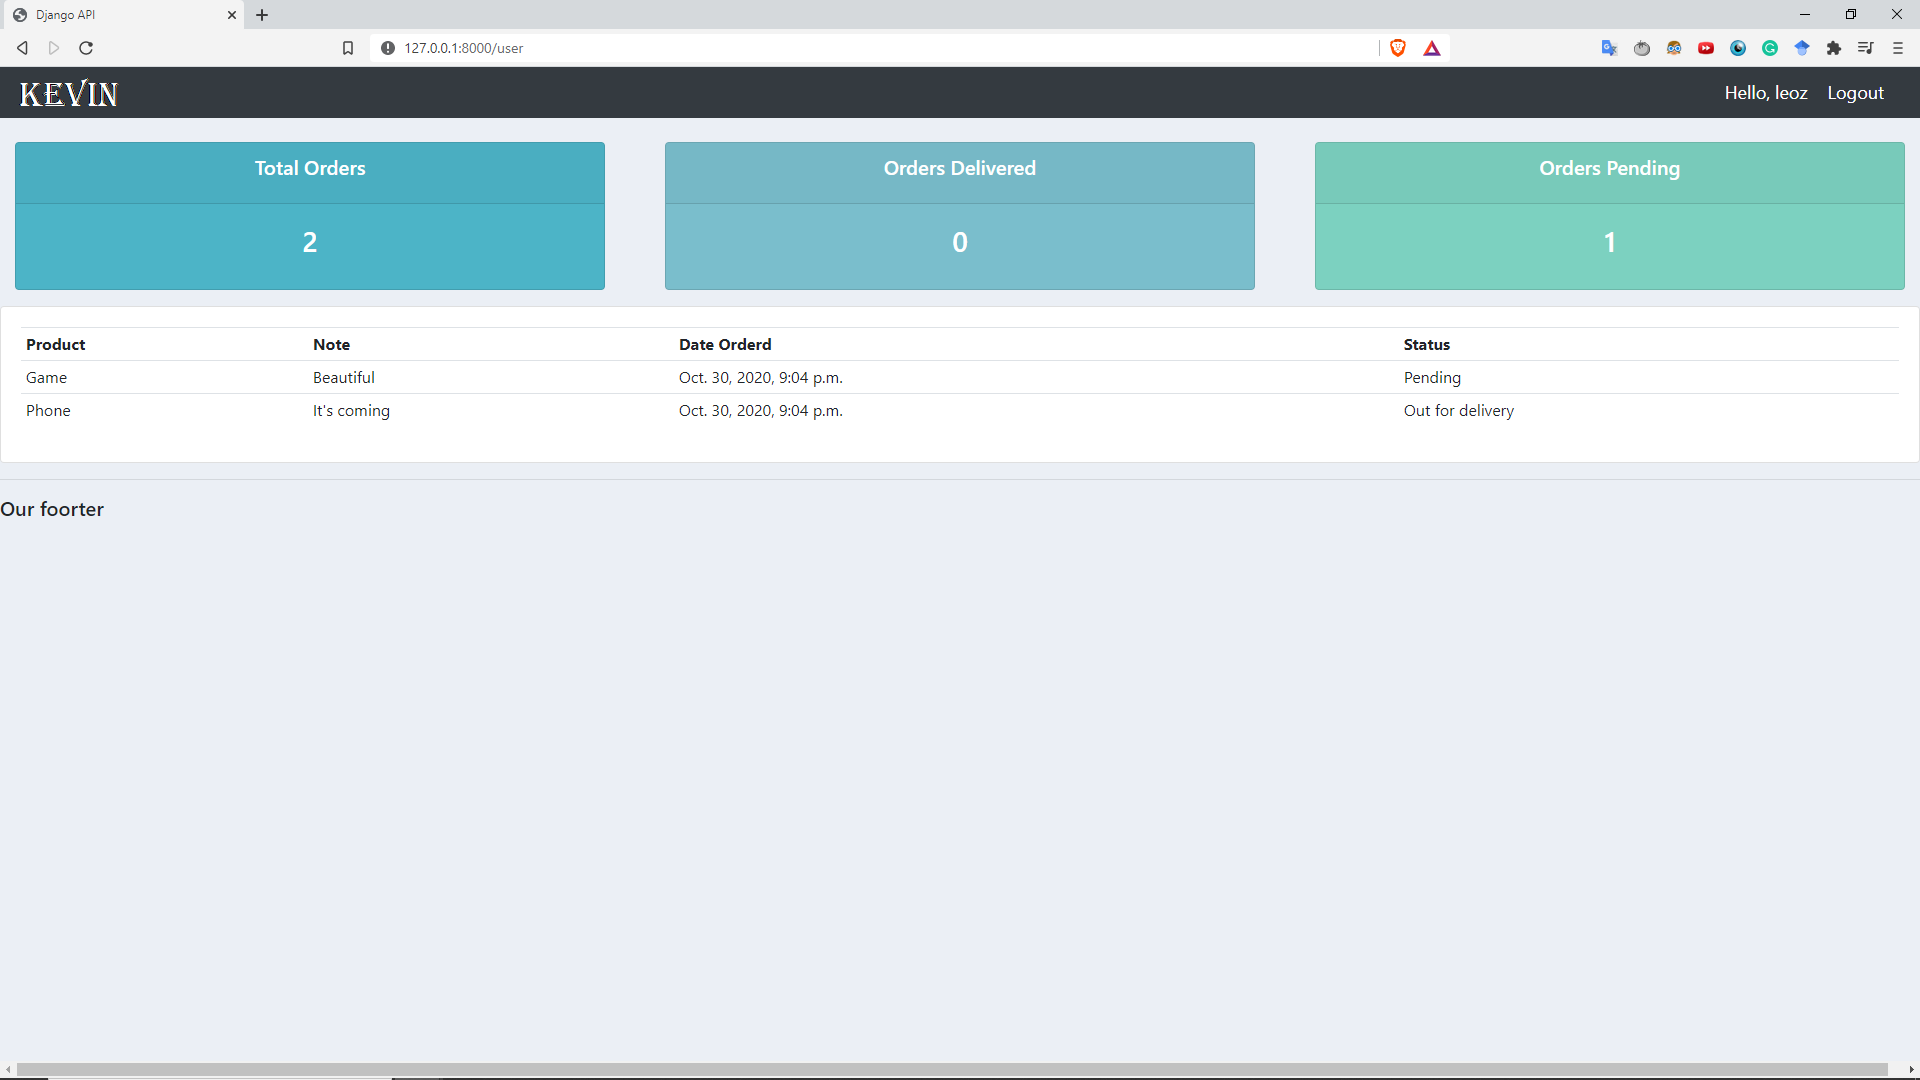 Django API
127.0.0.1:8000/user
KEVIN
Hello, leoz Logout
Total Orders
2
Orders Delivered
0
Orders Pending
1
Product Note Date Orderd Status
Game Beautiful Oct. 30, 2020, 9:04 p.m. Pending
Phone It's coming Oct. 30, 2020, 9:04 p.m. Out for delivery
Our foorter